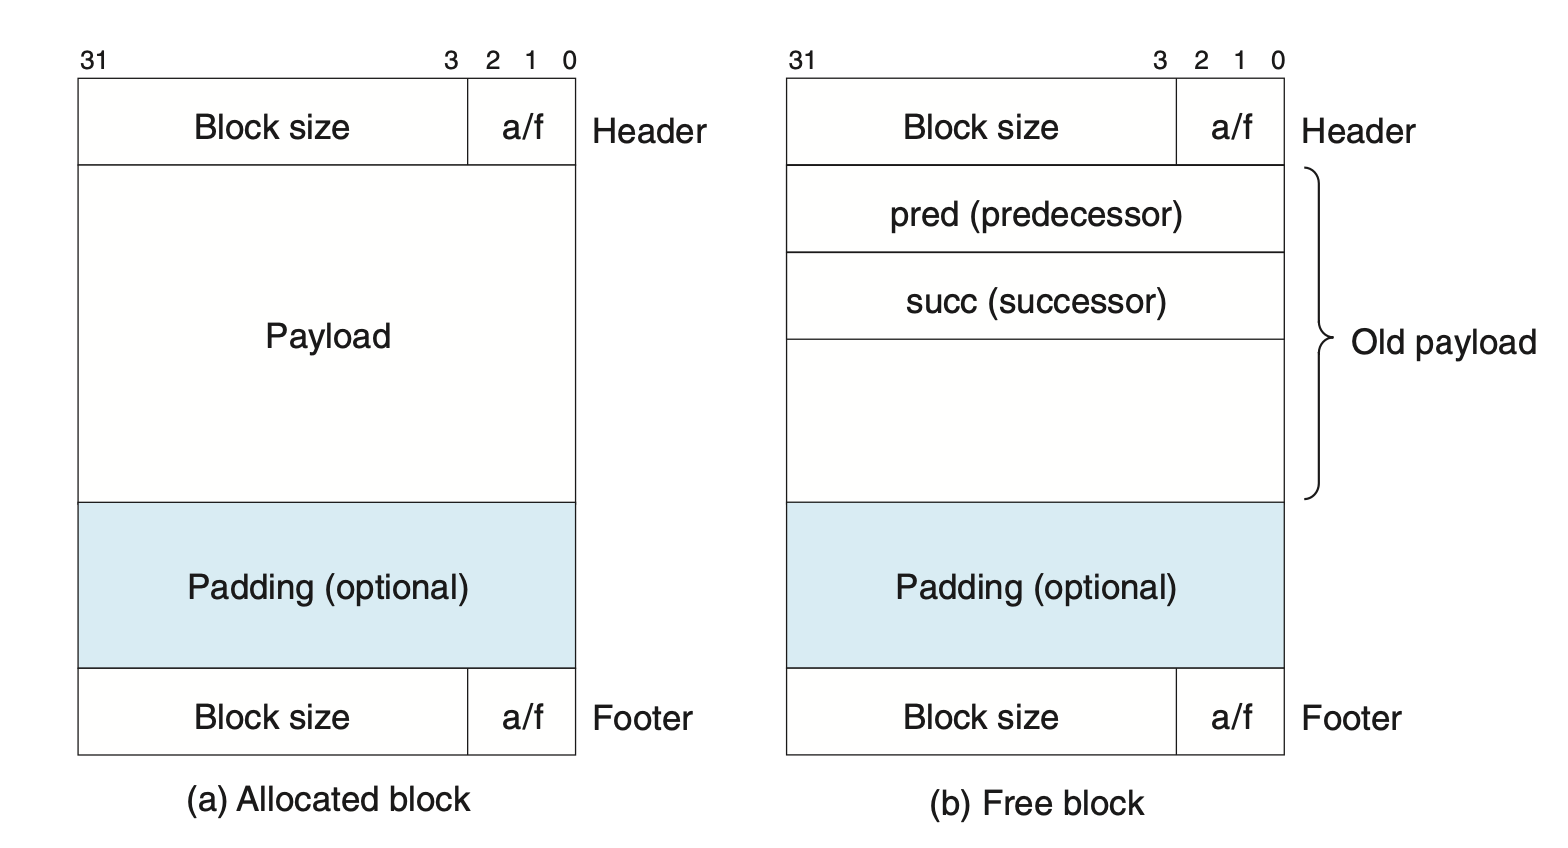 31 3 2 1 0
Block size a/f Header
Payload
Padding (optional)
Block size a/f Footer
(a) Allocated block
31 3 2 1 0
Block size a/f Header
pred (predecessor)
succ (successor)
Old payload
Padding (optional)
Block size a/f Footer
(b) Free block